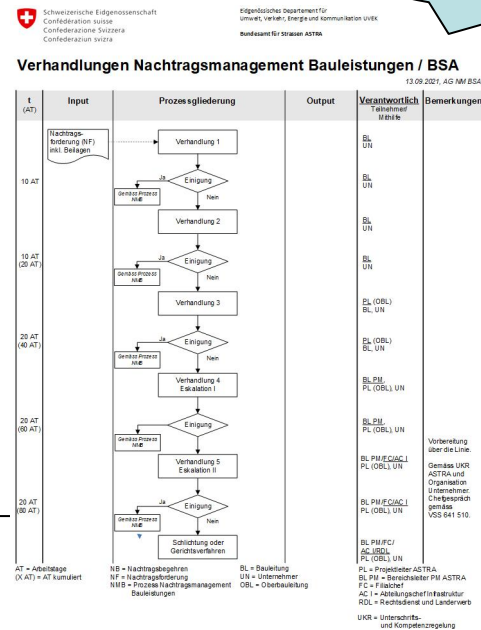 Schweizerische Eidgenossenschaft
Confédération suisse
Confederazione Svizzera
Confederaziun svizra
Eidgenössisches Departement für
Umwelt, Verkehr, Energie und Kommunikation UVEK
Bundesamt für Strassen ASTRA
Verhandlungen Nachtragsmanagement Bauleistungen / BSA
13.09.2021, AG NM BSA
t
(AT)
Input
Prozessgliederung
Output
Verantwortlich
Teilnehmer/
Mithilfe
Bemerkungen
Nachtrags-
forderung (NF)
inkl. Beilagen
Verhandlung 1
BL
UN
10 AT
Ja
Einigung
Nein
Gemäss Prozess
NMB
BL
UN
Verhandlung 2
BL
UN
10 AT
(20 AT)
Ja
Einigung
Nein
Gemäss Prozess
NMB
BL
UN
Verhandlung 3
PL (OBL)
BL, UN
20 AT
(40 AT)
Ja
Einigung
Nein
Gemäss Prozess
NMB
PL (OBL)
BL, UN
Verhandlung 4
Eskalation I
BL PM,
PL (OBL), UN
20 AT
(60 AT)
Ja
Einigung
Nein
Gemäss Prozess
NMB
BL PM,
PL (OBL), UN
Verhandlung 5
Eskalation II
BL PM/FC/AC I
PL (OBL), UN
Vorbereitung
über die Linie.
Gemäss UKR
ASTRA und
Organisation
Unternehmer.
Chefgespräch
gemäss
VSS 641 510.
20 AT
(80 AT)
Ja
Einigung
Nein
Gemäss Prozess
NMB
BL PM/FC/AC I
PL (OBL), UN
Schlichtung oder
Gerichtsverfahren
BL PM/FC/
AC I/RDL
PL (OBL), UN
AT = Arbeitstage
(X AT) = AT kumuliert
NB = Nachtragsbegehren
NF = Nachtragsforderung
NMB = Prozess Nachtragsmanagement
Bauleistungen
BL = Bauleitung
UN = Unternehmer
OBL = Oberbauleitung
PL = Projektleiter ASTRA
BL PM = Bereichsleiter PM ASTRA
FC = Filialchef
AC I = Abteilungschef Infrastruktur
RDL = Rechtsdienst und Landerwerb
UKR = Unterschrifts-
und Kompetenzregelung